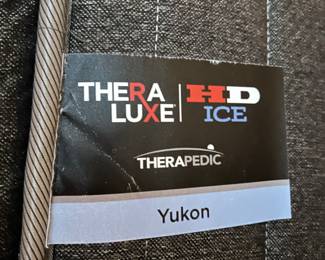 THERA
LUXE®
HD
ICE
THERAPEDIC
Yukon